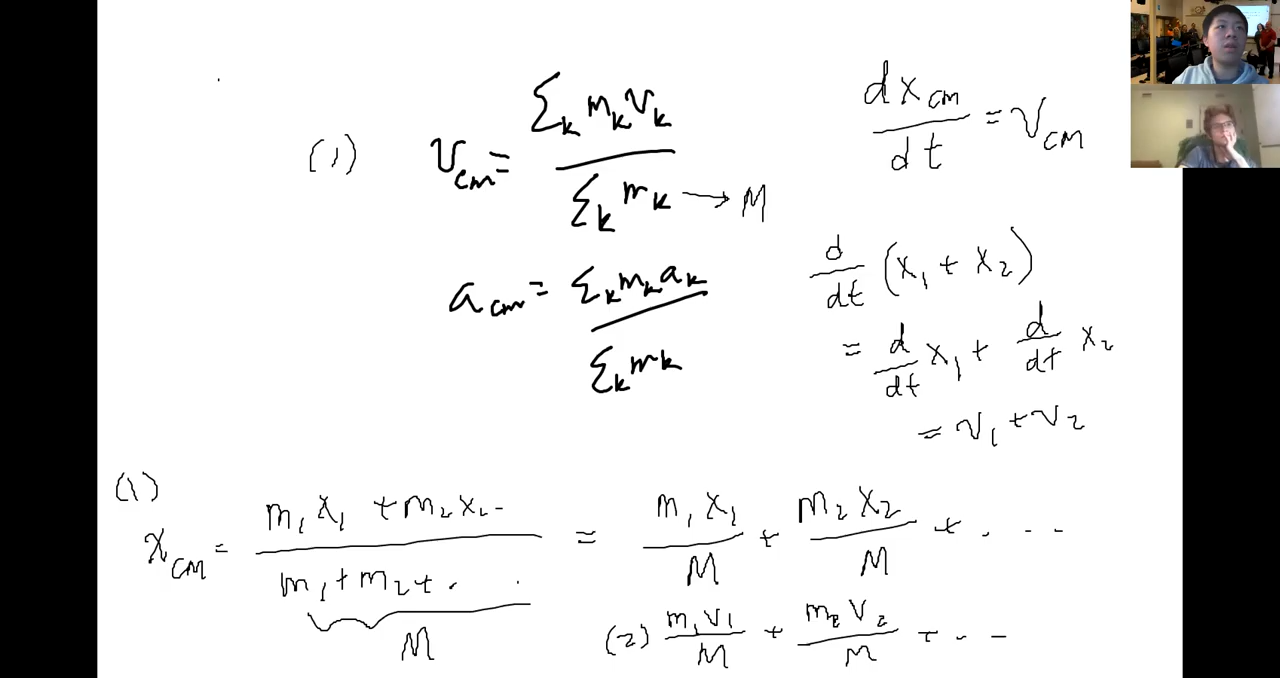 (1) v_cm = Σ_k m_k v_k / Σ_k m_k → M
a_cm = Σ_k m_k a_k / Σ_k m_k
d x_cm / dt = v_cm
d/dt (x_1 + x_2)
= d/dt x_1 + d/dt x_2
= v_1 + v_2
(1)
x_cm = m_1 x_1 + m_2 x_2 .. / m_1 + m_2 + . . = m_1 x_1 / M + m_2 x_2 / M + . - -
M
(2) m_1 v_1 / M + m_2 v_2 / M + - -